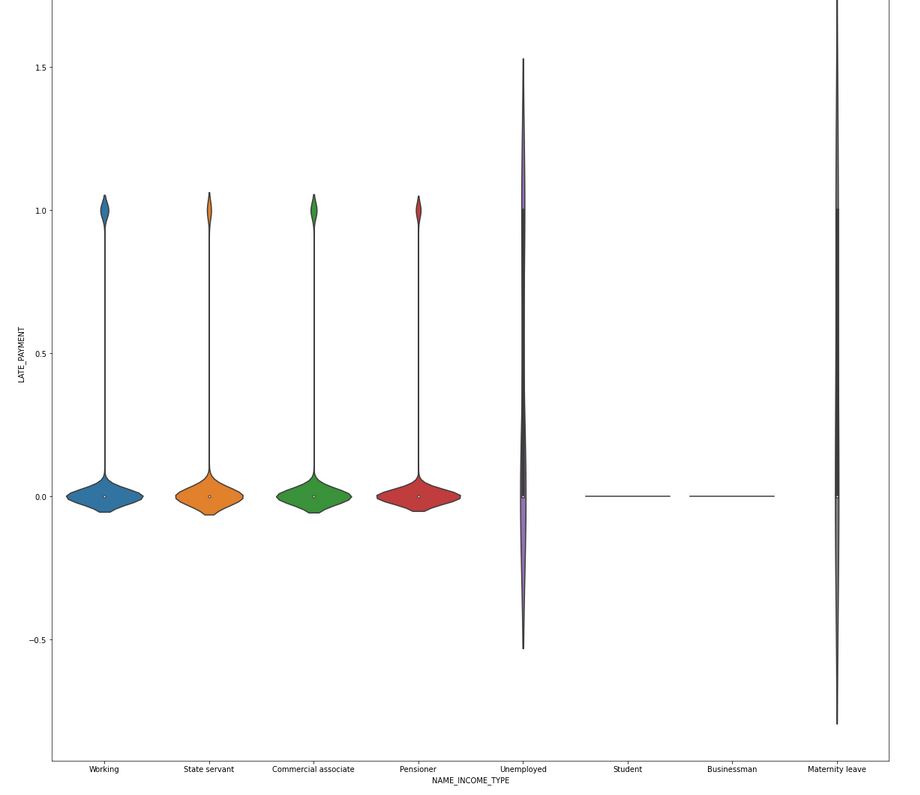 1.5
1.0
0.5
0.0
−0.5
LATE_PAYMENT
Working State servant Commercial associate Pensioner Unemployed Student Businessman Maternity leave
NAME_INCOME_TYPE